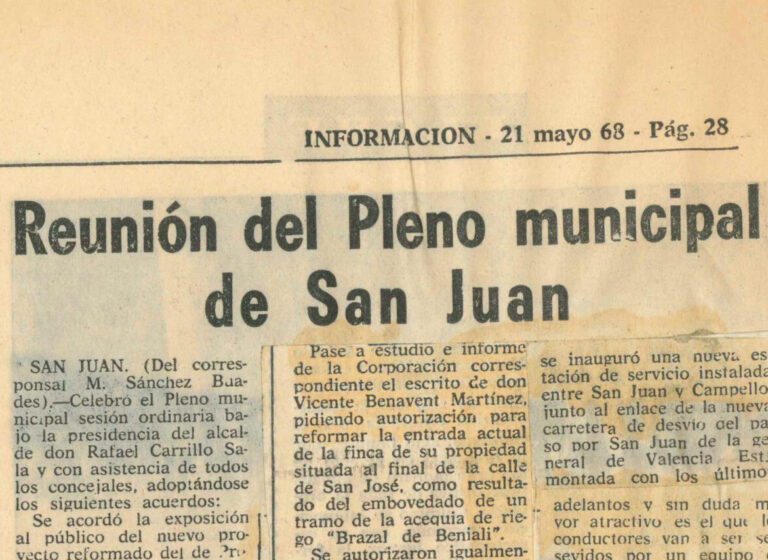 INFORMACION - 21 mayo 68 - Pág. 28
Reunión del Pleno municipal
de San Juan
SAN JUAN. (Del corres-
ponsal M. Sánchez Bua-
des).—Celebró el Pleno mu-
nicipal sesión ordinaria ba-
jo la presidencia del alcal-
de don Rafael Carrillo Sa-
la y con asistencia de todos
los concejales, adoptándose
los siguientes acuerdos:
Se acordó la exposición
al público del nuevo pro-
yecto reformado del de
Pase a estudio e informe
de la Corporación corres-
pondiente el escrito de don
Vicente Benavent Martínez,
pidiendo autorización para
reformar la entrada actual
de la finca de su propiedad
situada al final de la calle
de San José, como resulta-
do del embovedado de un
tramo de la acequia de rie-
go "Brazal de Beniali".
Se autorizaron igualmen-
se inauguró una nueva es
tación de servicio instalada
entre San Juan y Campello
junto al enlace de la nueva
carretera de desvio del pa
so por San Juan de la ge
neral de Valencia. Est
montada con los último
adelantos y sin duda m
yor atractivo es el que l
conductores van a ser se
vidos por un equipo